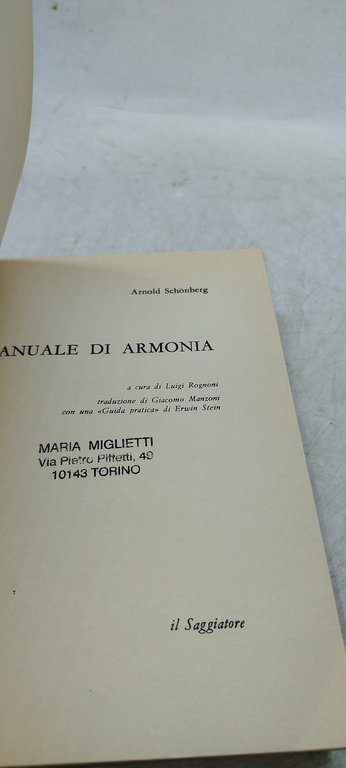 Arnold Schönberg
ANUALE DI ARMONIA
a cura di Luigi Rognoni
traduzione di Giacomo Manzoni
con una «Guida pratica» di Erwin Stein
MARIA MIGLIETTI
Via Pietro Piffetti, 49
10143 TORINO
il Saggiatore